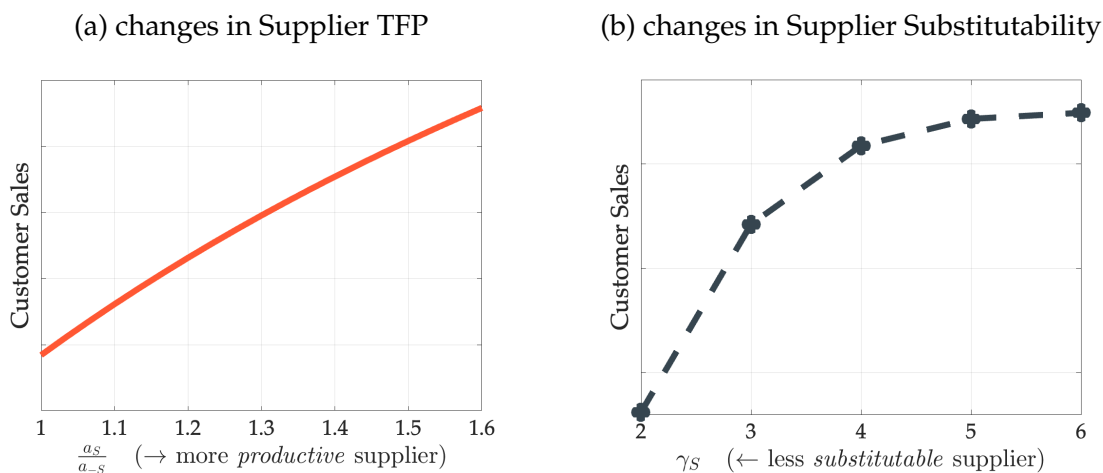 (a) changes in Supplier TFP
Customer Sales
1 1.1 1.2 1.3 1.4 1.5 1.6
a_S / a_{-S} (→ more productive supplier)
(b) changes in Supplier Substitutability
Customer Sales
2 3 4 5 6
γ_S (← less substitutable supplier)